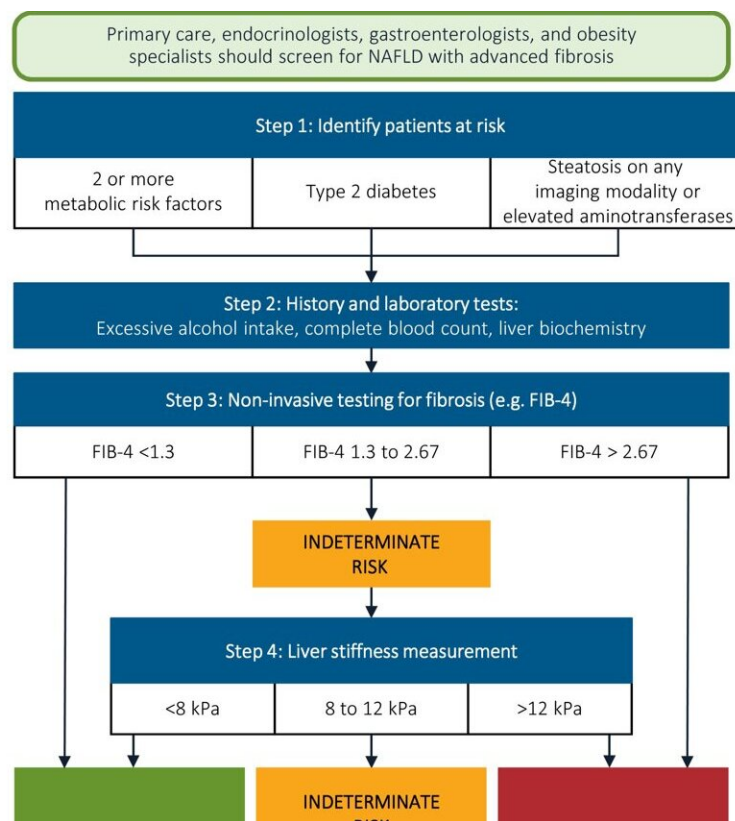 Primary care, endocrinologists, gastroenterologists, and obesity
specialists should screen for NAFLD with advanced fibrosis
Step 1: Identify patients at risk
2 or more
metabolic risk factors
Type 2 diabetes
Steatosis on any
imaging modality or
elevated aminotransferases
Step 2: History and laboratory tests:
Excessive alcohol intake, complete blood count, liver biochemistry
Step 3: Non-invasive testing for fibrosis (e.g. FIB-4)
FIB-4 <1.3
FIB-4 1.3 to 2.67
FIB-4 > 2.67
INDETERMINATE
RISK
Step 4: Liver stiffness measurement
<8 kPa
8 to 12 kPa
>12 kPa
INDETERMINATE
RISK